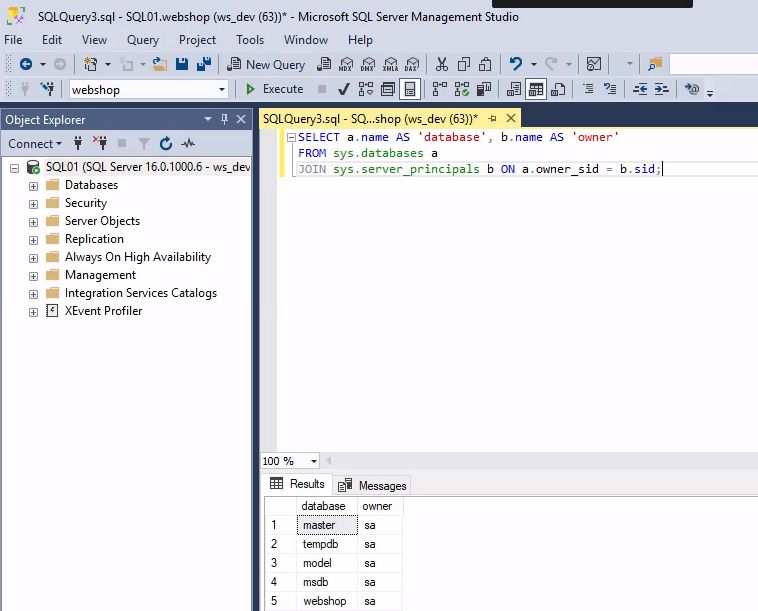 SQLQuery3.sql - SQL01.webshop (ws_dev (63))* - Microsoft SQL Server Management Studio
File Edit View Query Project Tools Window Help
New Query MDX DMX XMLA DAX
webshop Execute
Object Explorer
Connect
SQL01 (SQL Server 16.0.1000.6 - ws_dev
Databases
Security
Server Objects
Replication
Always On High Availability
Management
Integration Services Catalogs
XEvent Profiler
SQLQuery3.sql - SQ...shop (ws_dev (63))*
SELECT a.name AS 'database', b.name AS 'owner'
FROM sys.databases a
JOIN sys.server_principals b ON a.owner_sid = b.sid;
100 %
Results Messages
database owner
1 master sa
2 tempdb sa
3 model sa
4 msdb sa
5 webshop sa